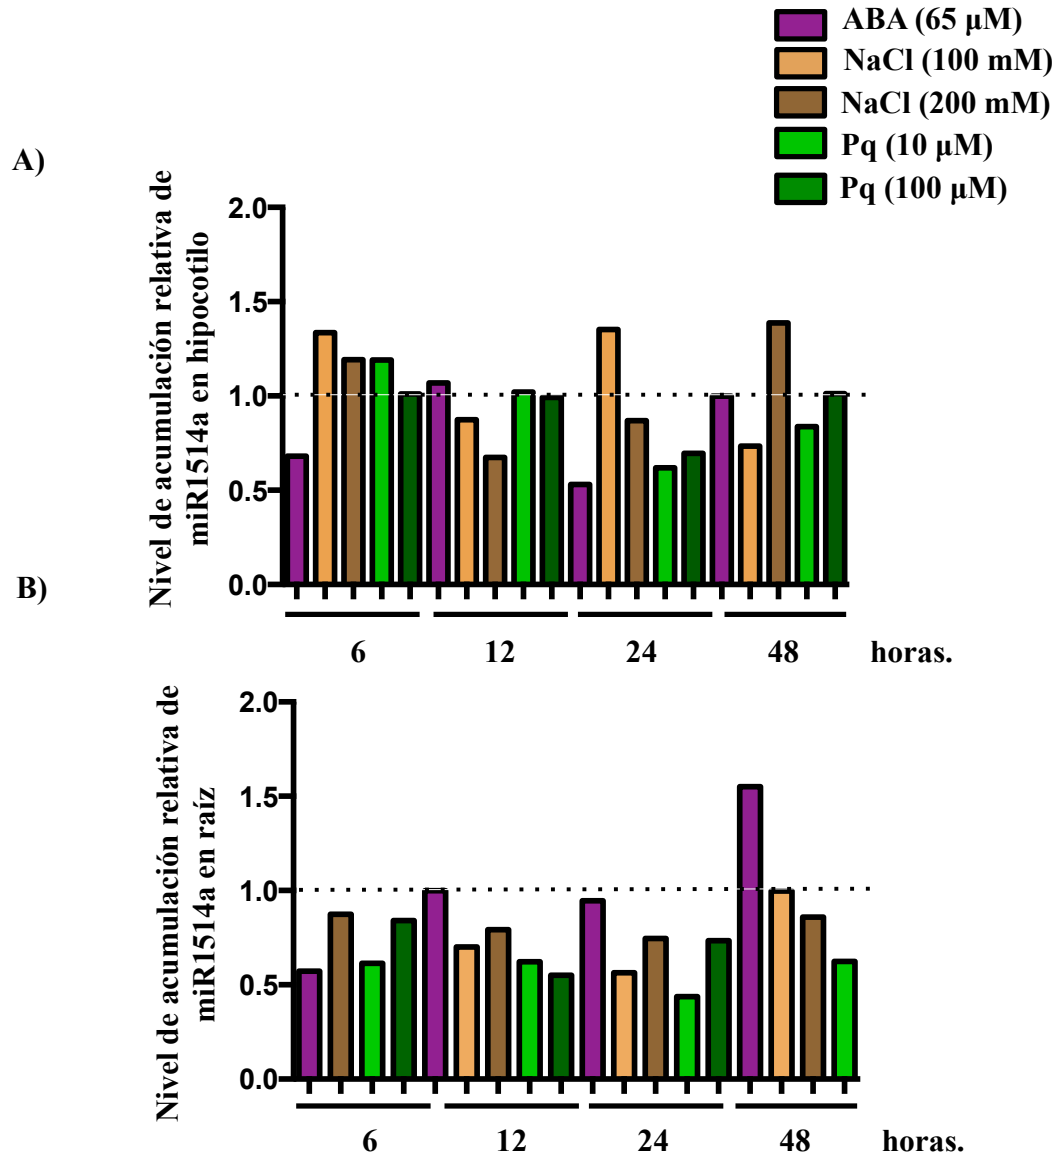 ABA (65 µM)
NaCl (100 mM)
NaCl (200 mM)
Pq (10 µM)
Pq (100 µM)
A)
Nivel de acumulación relativa de
miR1514a en hipocotilo
2.0
1.5
1.0
0.5
0.0
6 12 24 48 horas.
B)
Nivel de acumulación relativa de
miR1514a en raíz
2.0
1.5
1.0
0.5
0.0
6 12 24 48 horas.